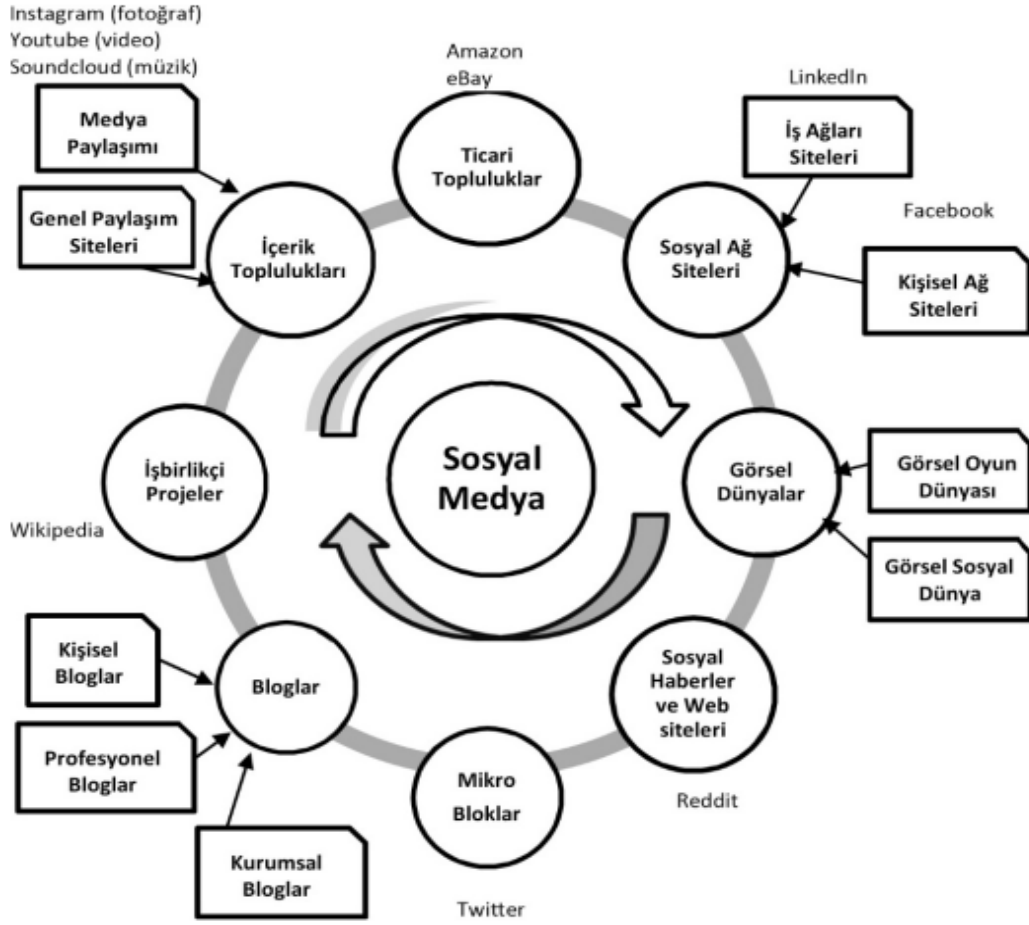 Instagram (fotoğraf)
Youtube (video)
Soundcloud (müzik)
Medya
Paylaşımı
Genel Paylaşım
Siteleri
İçerik
Toplulukları
Amazon
eBay
Ticari
Topluluklar
LinkedIn
İş Ağları
Siteleri
Facebook
Sosyal Ağ
Siteleri
Kişisel Ağ
Siteleri
İşbirlikçi
Projeler
Wikipedia
Sosyal
Medya
Görsel
Dünyalar
Görsel Oyun
Dünyası
Görsel Sosyal
Dünya
Kişisel
Bloglar
Bloglar
Profesyonel
Bloglar
Kurumsal
Bloglar
Mikro
Bloklar
Twitter
Sosyal
Haberler
ve Web
siteleri
Reddit